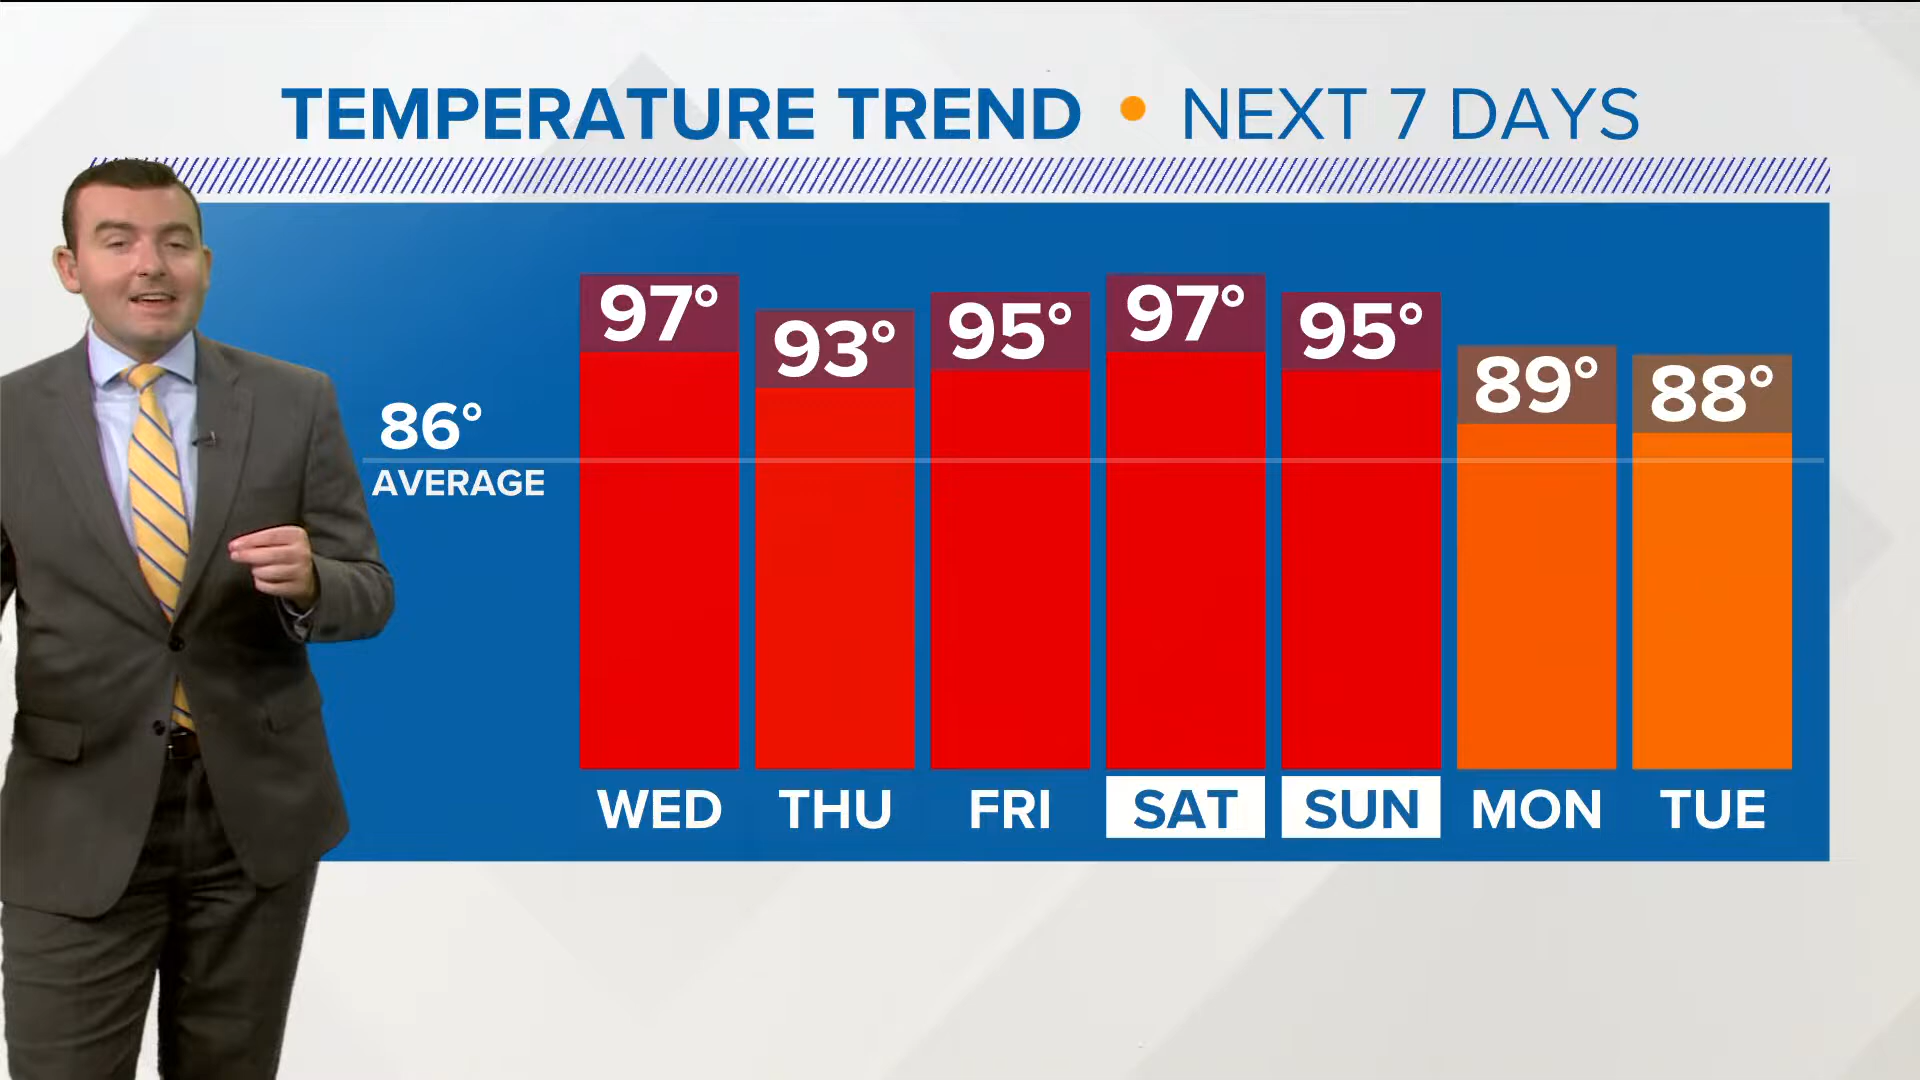 TEMPERATURE TREND • NEXT 7 DAYS
97° 93° 95° 97° 95° 89° 88°
86°
AVERAGE
WED THU FRI SAT SUN MON TUE